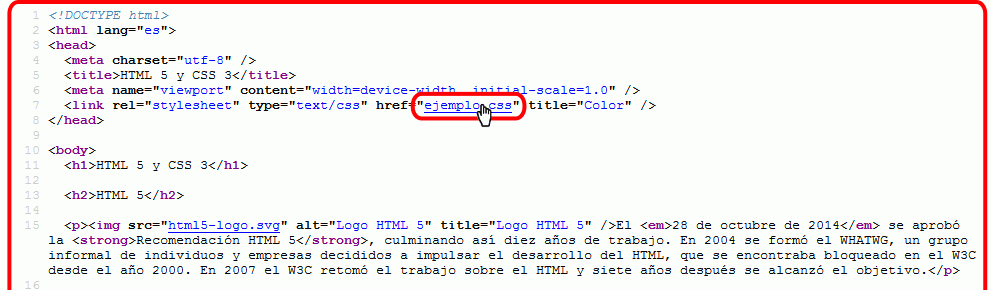 1 <!DOCTYPE html>
2 <html lang="es">
3 <head>
4 <meta charset="utf-8" />
5 <title>HTML 5 y CSS 3</title>
6 <meta name="viewport" content="width=device-width, initial-scale=1.0" />
7 <link rel="stylesheet" type="text/css" href="ejemplo.css" title="Color" />
8 </head>
9
10 <body>
11 <h1>HTML 5 y CSS 3</h1>
12
13 <h2>HTML 5</h2>
14
15 <p><img src="html5-logo.svg" alt="Logo HTML 5" title="Logo HTML 5" />El <em>28 de octubre de 2014</em> se aprobó
la <strong>Recomendación HTML 5</strong>, culminando así diez años de trabajo. En 2004 se formó el WHATWG, un grupo
informal de individuos y empresas decididos a impulsar el desarrollo del HTML, que se encontraba bloqueado en el W3C
desde el año 2000. En 2007 el W3C retomó el trabajo sobre el HTML y siete años después se alcanzó el objetivo.</p>
16